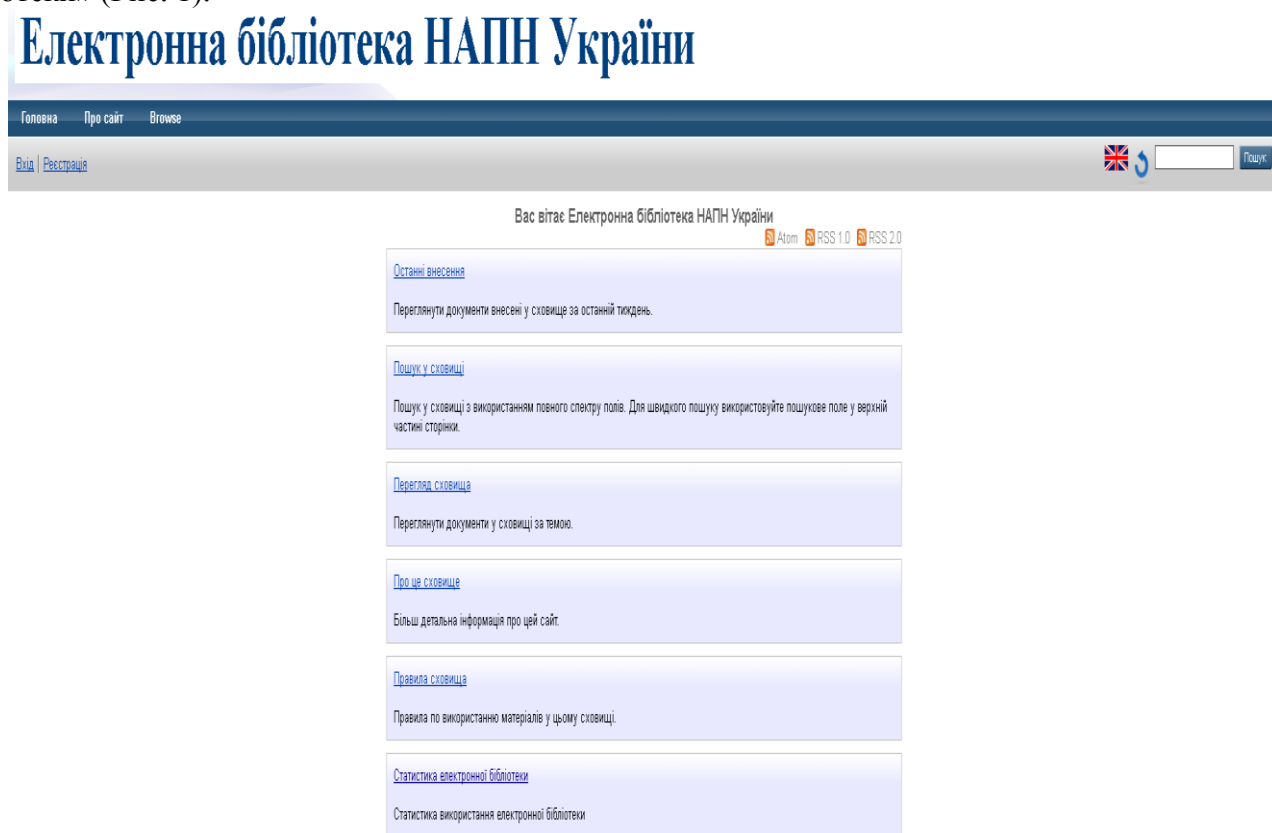 Електронна бібліотека НАПН України
Головна Про сайт Browse
Вхід | Реєстрація
Пошук
Вас вітає Електронна бібліотека НАПН України
Atom RSS 1.0 RSS 2.0
Останні внесення
Переглянути документи внесені у сховище за останній тиждень.
Пошук у сховищі
Пошук у сховищі з використанням повного спектру полів. Для швидкого пошуку використовуйте пошукове поле у верхній
частині сторінки.
Перегляд сховища
Переглянути документи у сховищі за темою.
Про це сховище
Більш детальна інформація про цей сайт.
Правила сховища
Правила по використанню матеріалів у цьому сховищі.
Статистика електронної бібліотеки
Статистика використання електронної бібліотеки